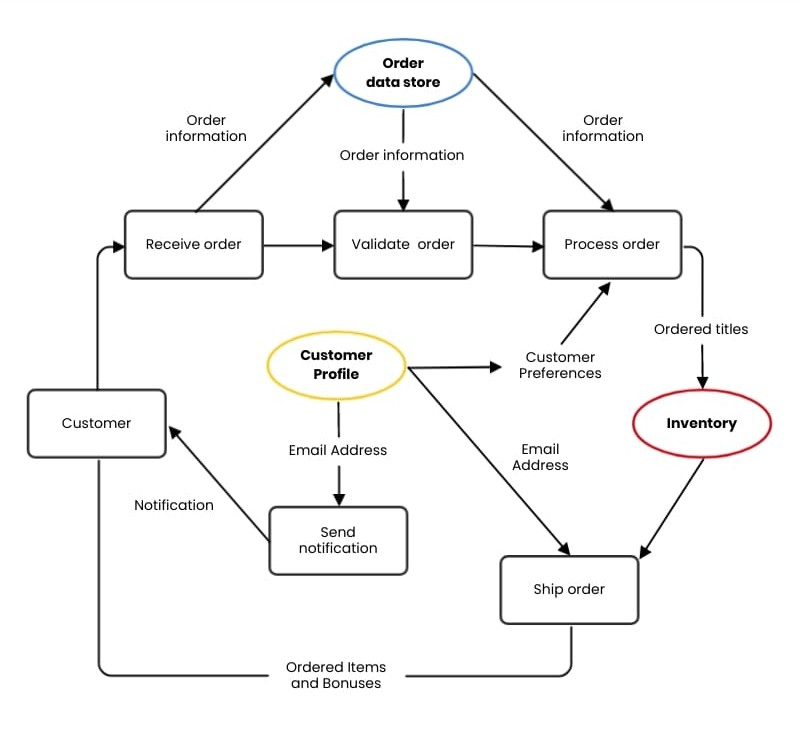 Order
data store
Order
information
Order
information
Order information
Receive order
Validate order
Process order
Ordered titles
Customer
Profile
Customer
Preferences
Customer
Inventory
Email Address
Email
Address
Notification
Send
notification
Ship order
Ordered Items
and Bonuses